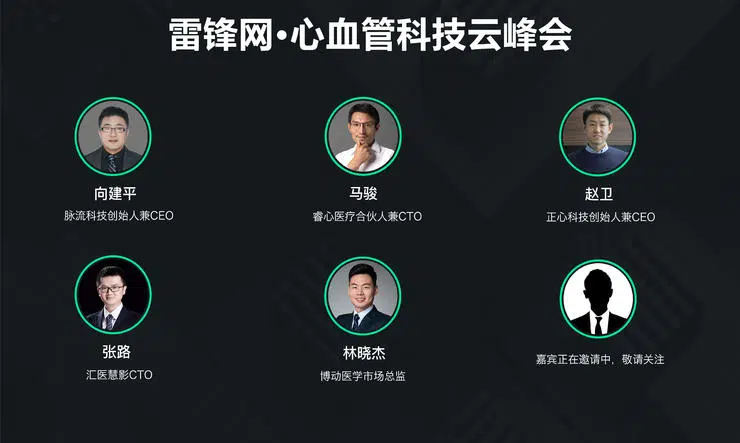 雷锋网•心血管科技云峰会
向建平
脉流科技创始人兼CEO
马骏
睿心医疗合伙人兼CTO
赵卫
正心科技创始人兼CEO
张路
汇医慧影CTO
林晓杰
博动医学市场总监
嘉宾正在邀请中，敬请关注